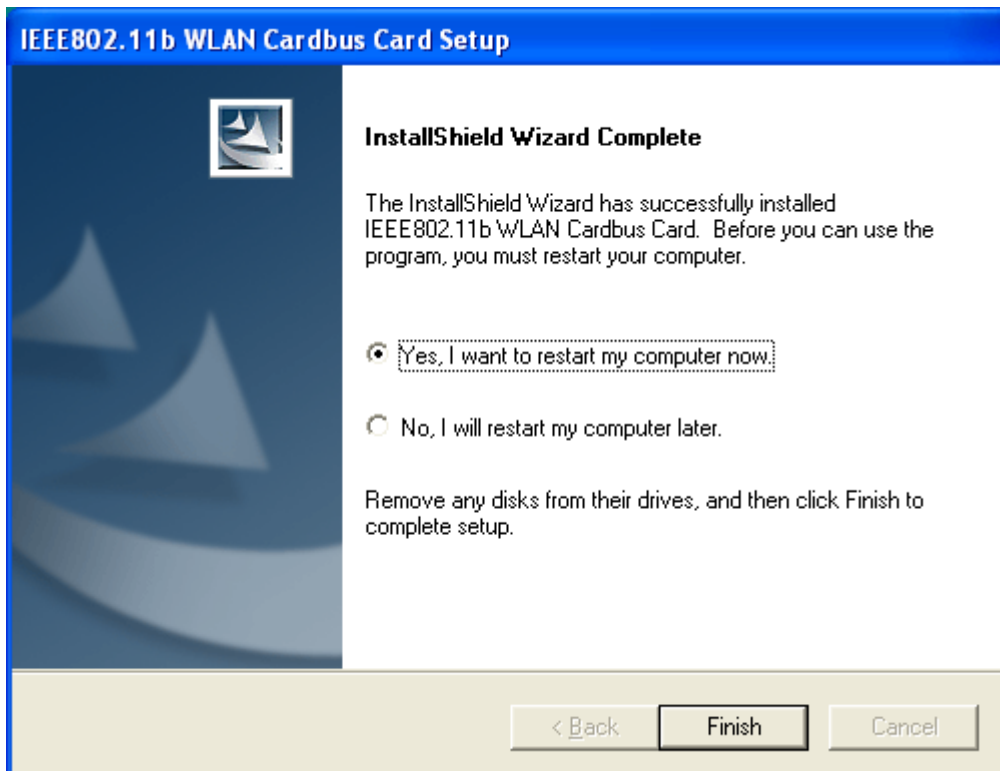 IEEE802.11b WLAN Cardbus Card Setup
InstallShield Wizard Complete
The InstallShield Wizard has successfully installed
IEEE802.11b WLAN Cardbus Card.  Before you can use the
program, you must restart your computer.
Yes, I want to restart my computer now.
No, I will restart my computer later.
Remove any disks from their drives, and then click Finish to
complete setup.
< Back
Finish
Cancel